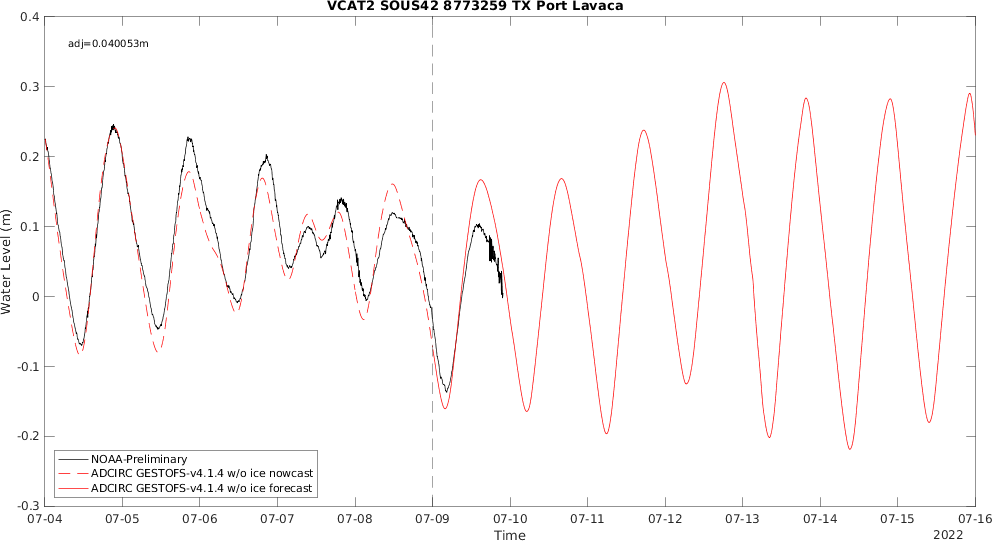 VCAT2 SOUS42 8773259 TX Port Lavaca
adj=0.040053m
0.4
0.3
0.2
0.1
0
-0.1
-0.2
-0.3
Water Level (m)
NOAA-Preliminary
ADCIRC GESTOFS-v4.1.4 w/o ice nowcast
ADCIRC GESTOFS-v4.1.4 w/o ice forecast
07-04 07-05 07-06 07-07 07-08 07-09 07-10 07-11 07-12 07-13 07-14 07-15 07-16
Time
2022